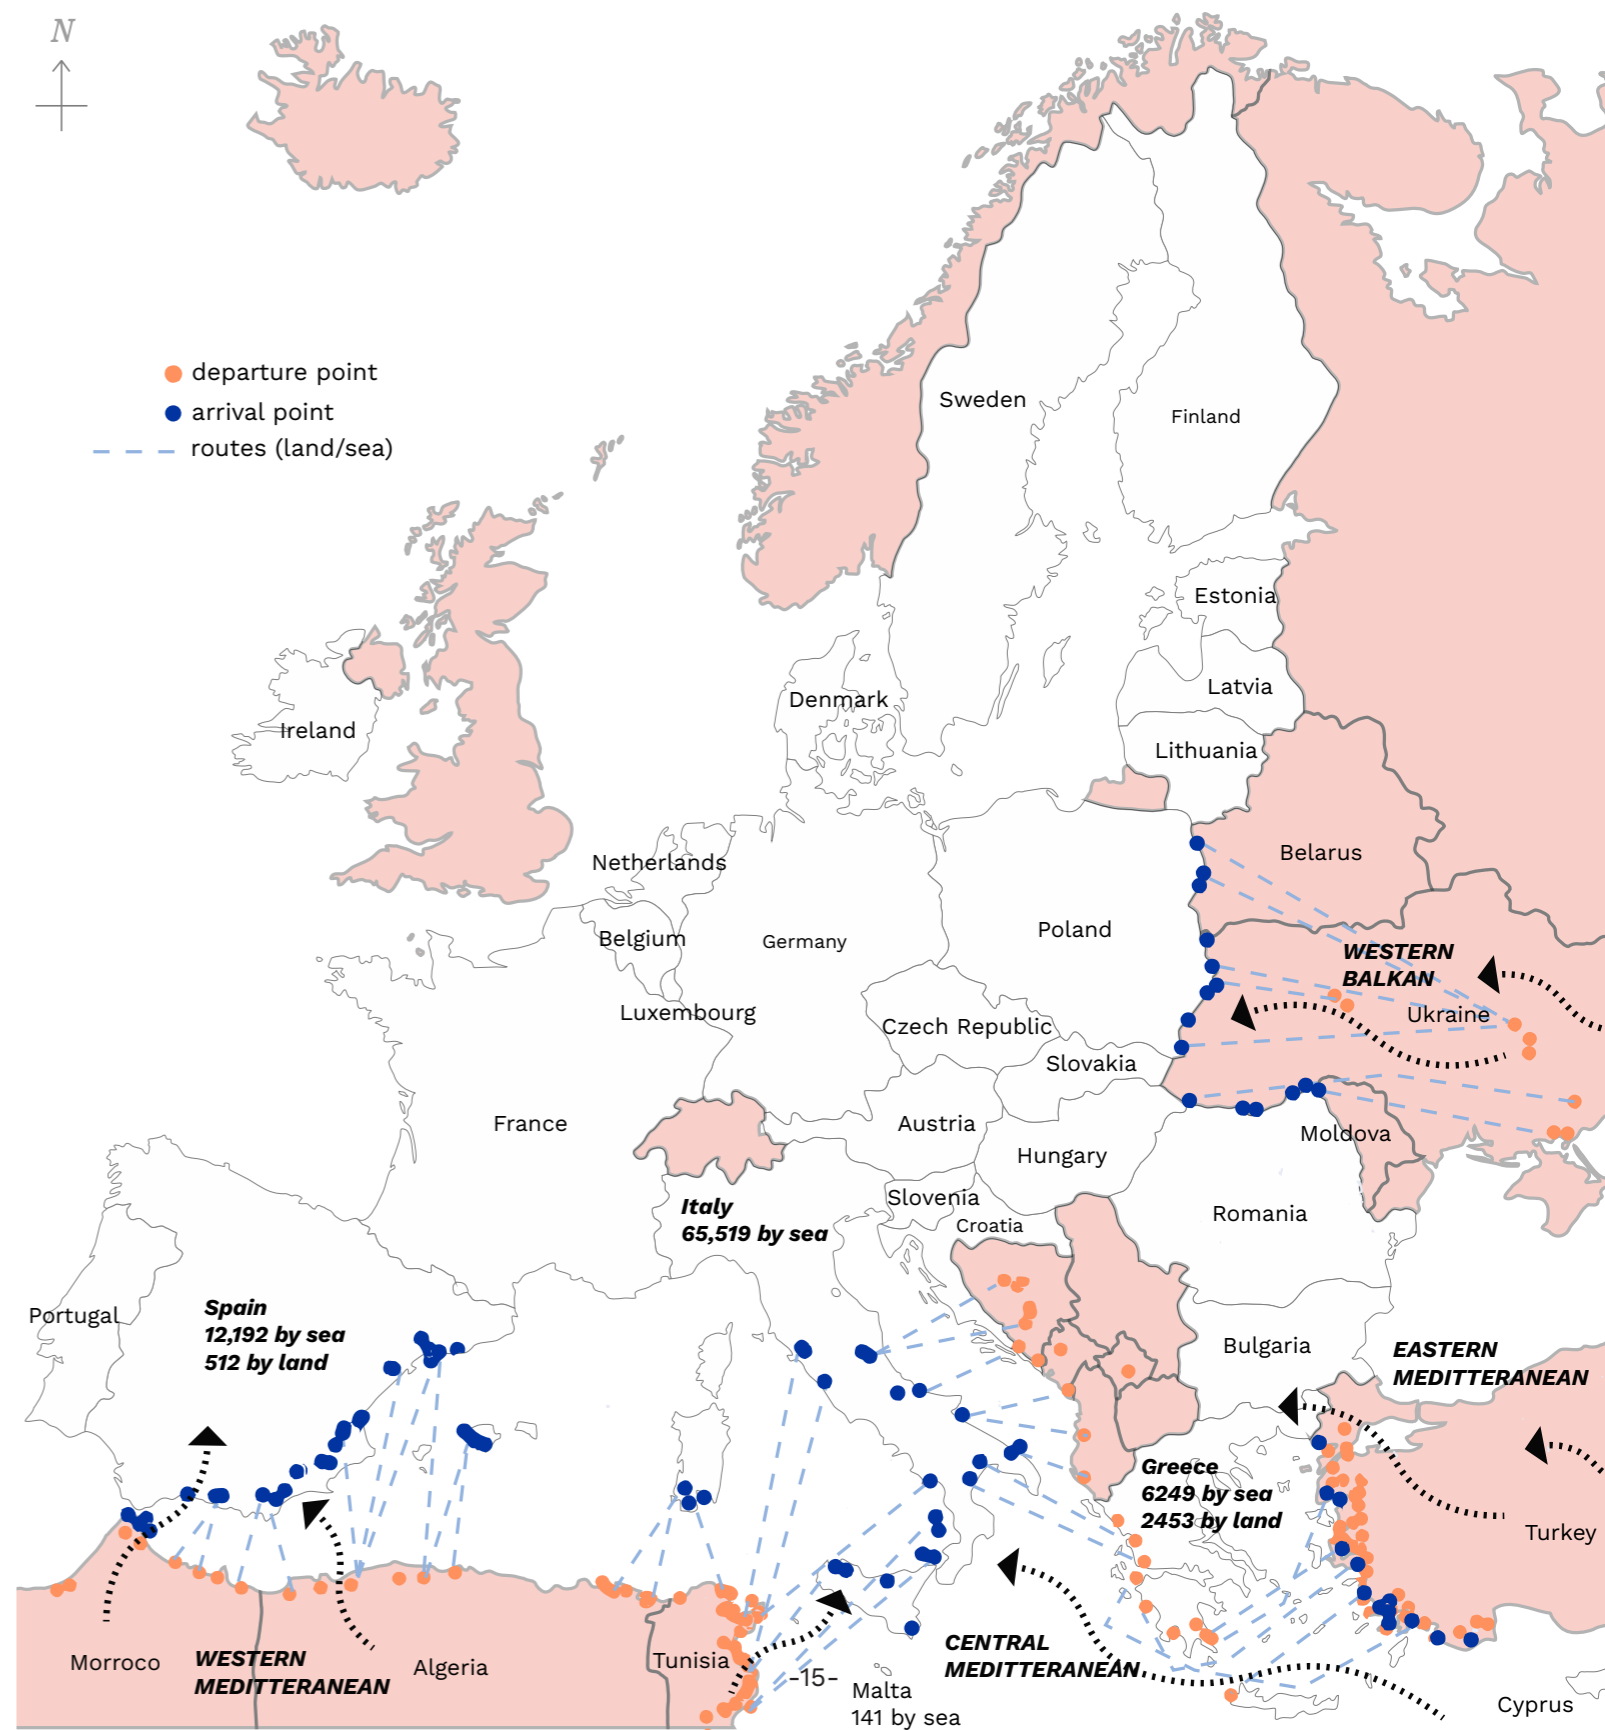 N
departure point
arrival point
routes (land/sea)
Sweden
Finland
Estonia
Latvia
Lithuania
Denmark
Ireland
Netherlands
Belgium
Germany
Poland
Belarus
Luxembourg
Czech Republic
Slovakia
WESTERN
BALKAN
Ukraine
France
Austria
Hungary
Moldova
Slovenia
Croatia
Romania
Italy
65,519 by sea
Portugal
Spain
12,192 by sea
512 by land
Bulgaria
EASTERN
MEDITTERANEAN
Greece
6249 by sea
2453 by land
Turkey
Morroco
WESTERN
MEDITTERANEAN
Algeria
Tunisia
-15-
Malta
141 by sea
CENTRAL
MEDITTERANEAN
Cyprus